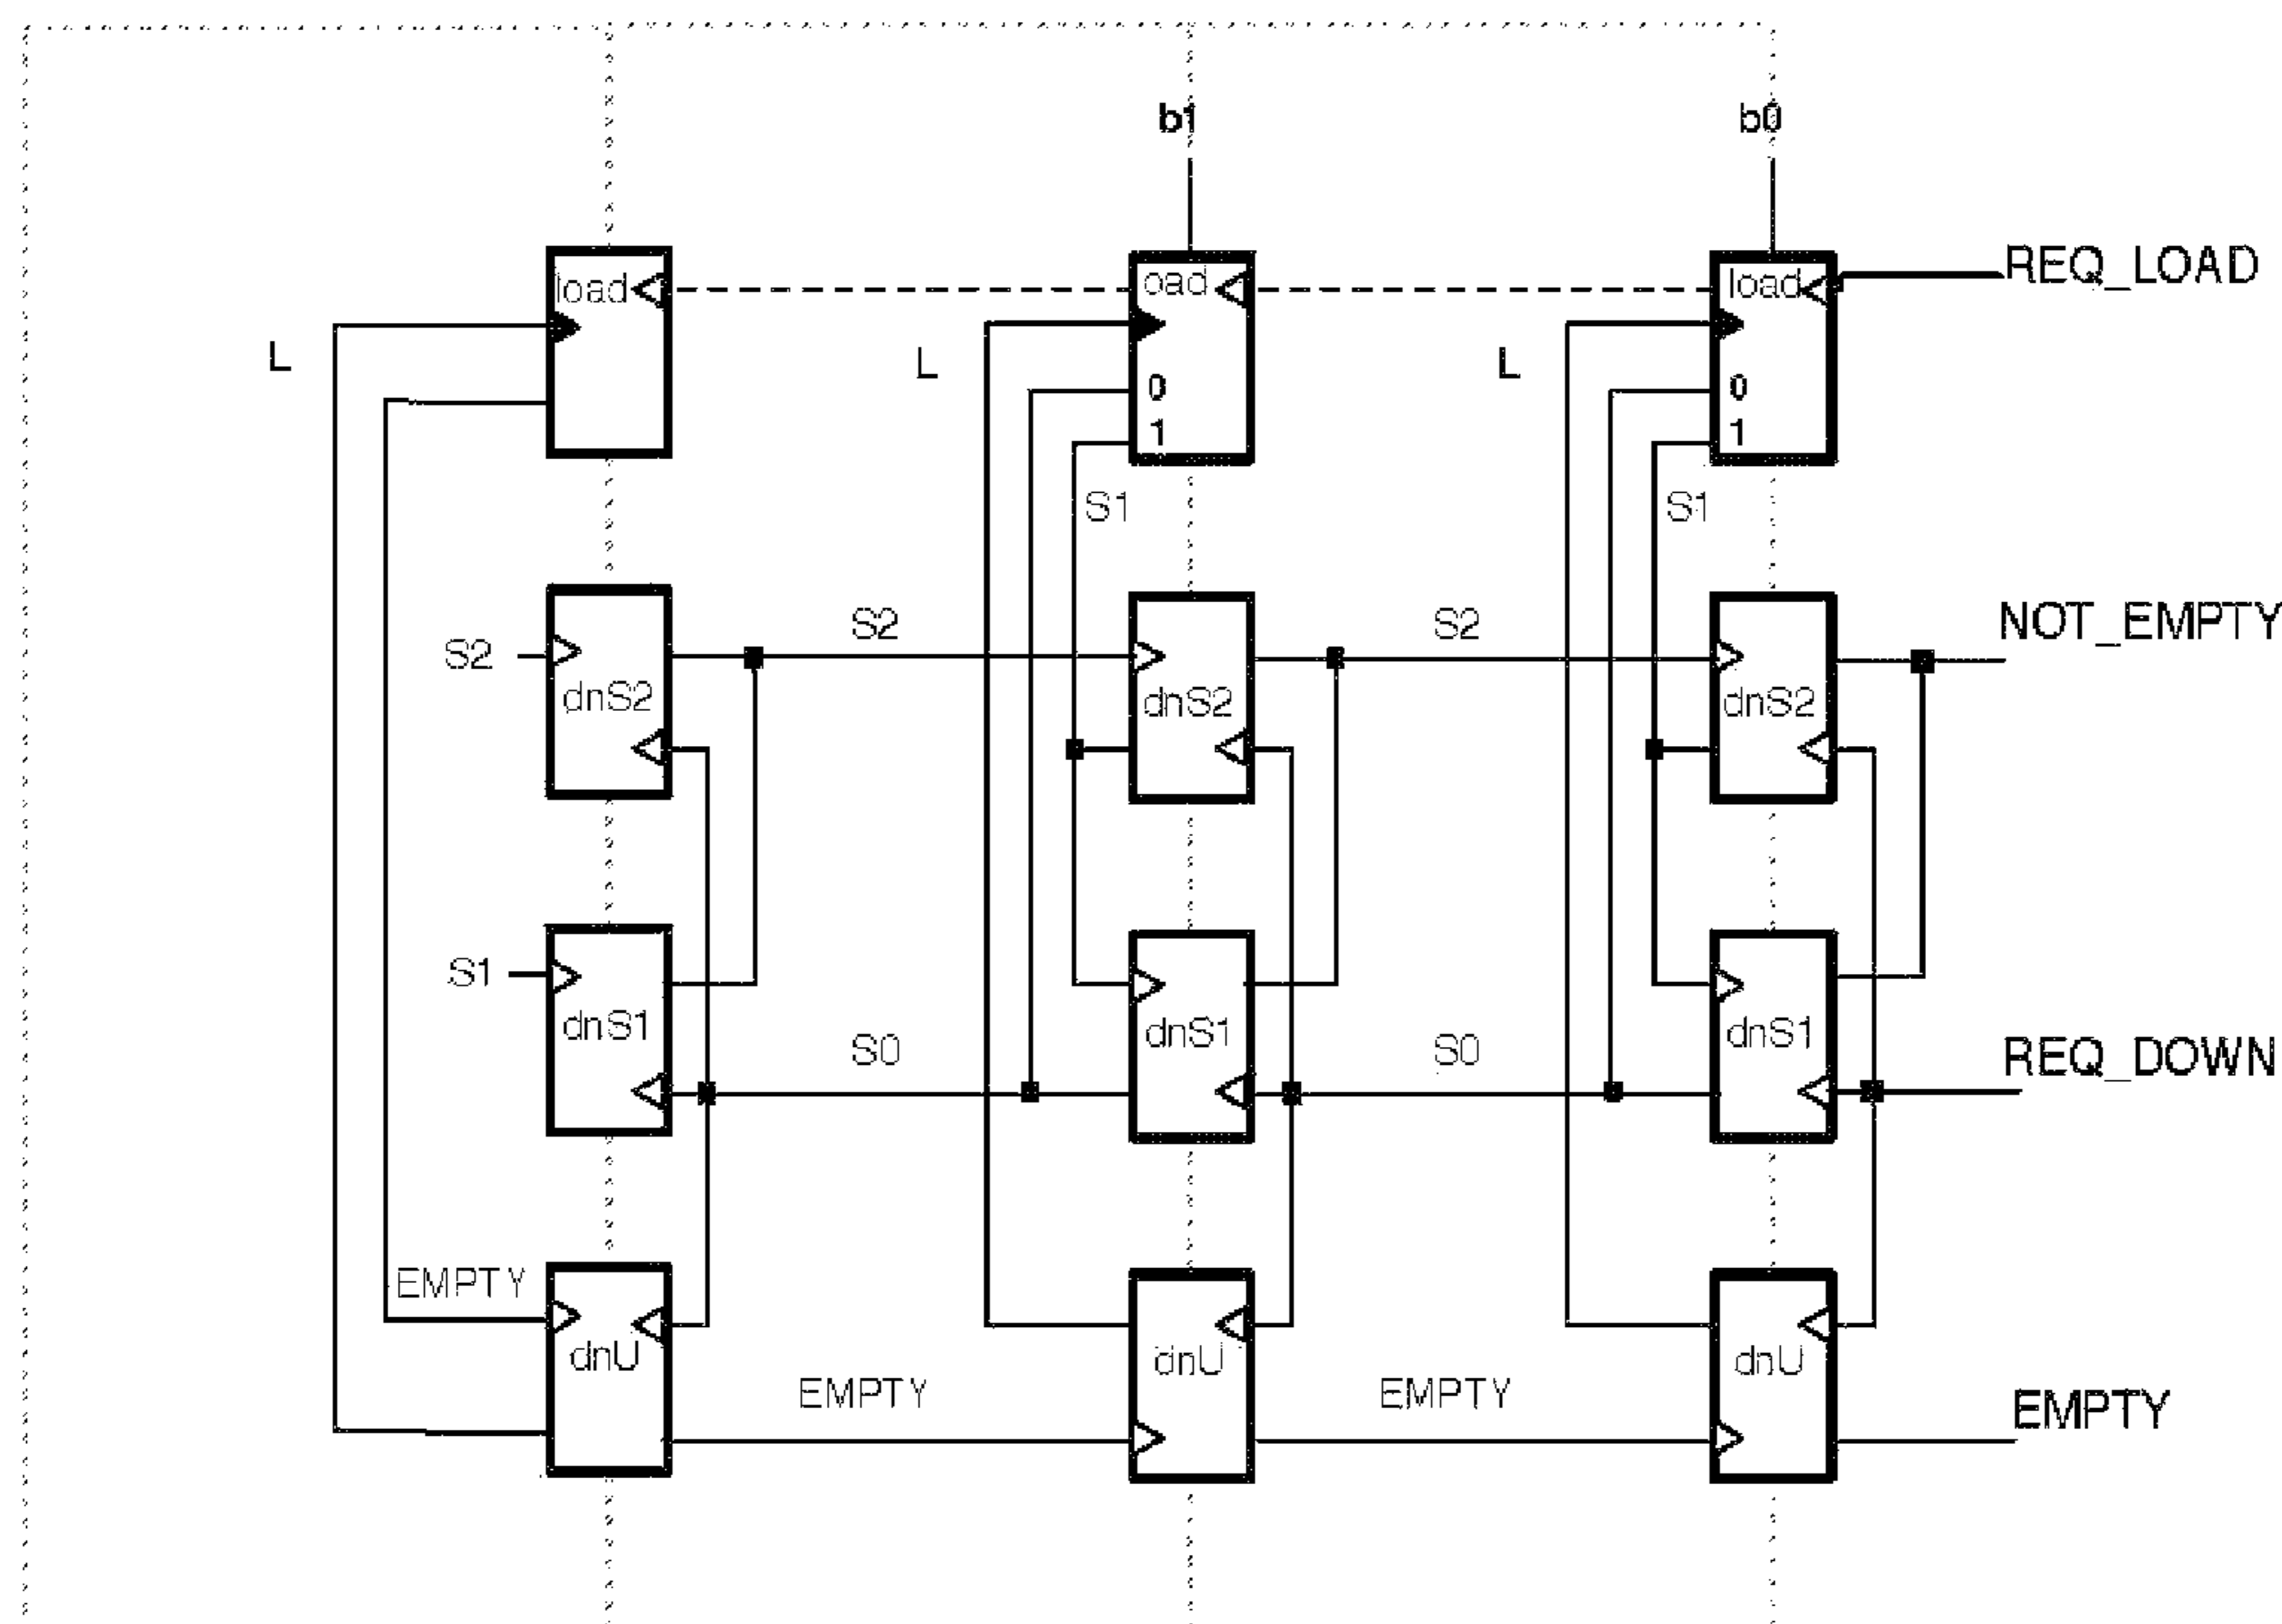 b1 b0
load oad load REQ_LOAD
L L L
0 0
1 1
S1 S1
S2 S2 S2 NOT_EMPTY
dnS2 dnS2 dnS2
S1
dnS1 dnS1 dnS1
S0 S0 REQ_DOWN
EMPTY
dnU dnU dnU
EMPTY EMPTY EMPTY